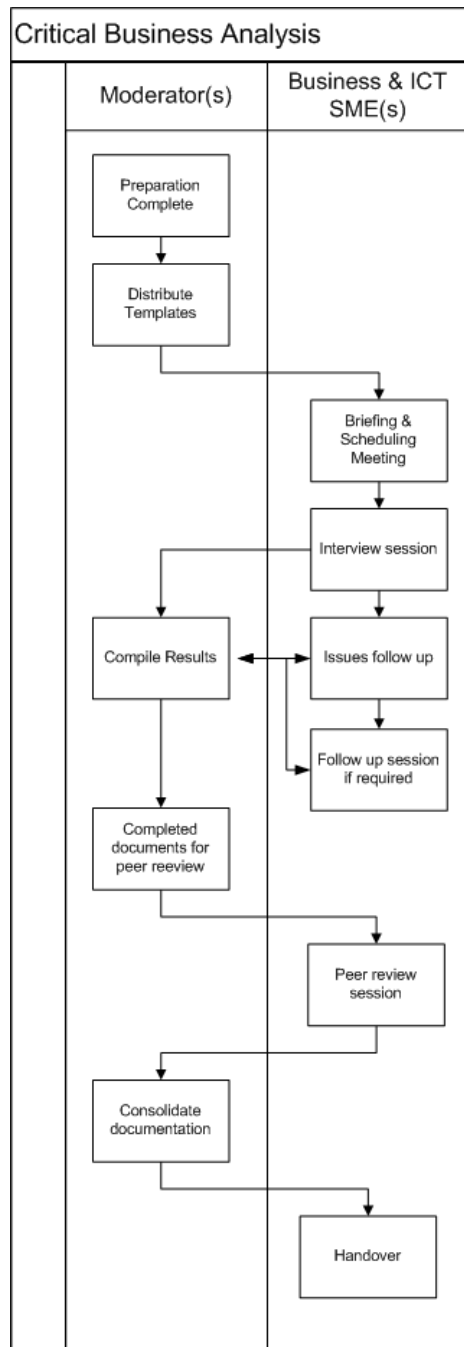 Critical Business Analysis
Moderator(s)
Business & ICT
SME(s)
Preparation
Complete
Distribute
Templates
Briefing &
Scheduling
Meeting
Interview session
Compile Results
Issues follow up
Follow up session
if required
Completed
documents for
peer reeview
Peer review
session
Consolidate
documentation
Handover